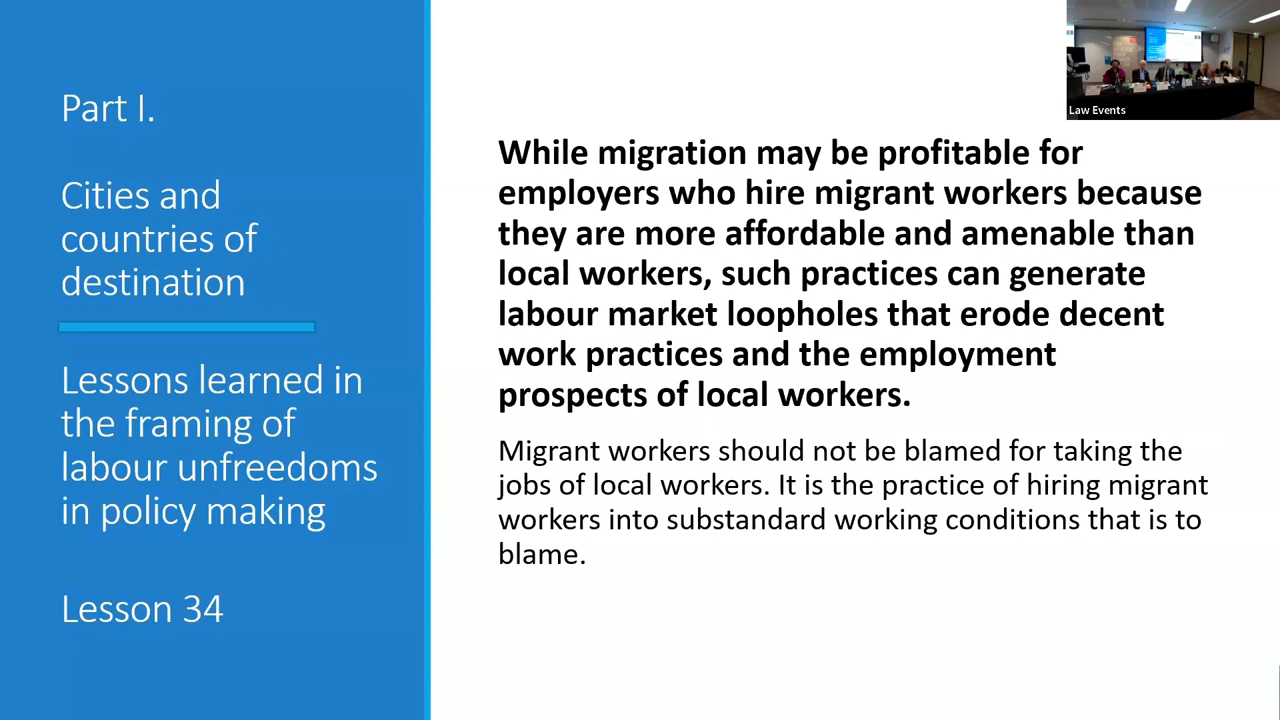 Part I.
Cities and
countries of
destination
Lessons learned in
the framing of
labour unfreedoms
in policy making
Lesson 34
While migration may be profitable for
employers who hire migrant workers because
they are more affordable and amenable than
local workers, such practices can generate
labour market loopholes that erode decent
work practices and the employment
prospects of local workers.
Migrant workers should not be blamed for taking the
jobs of local workers. It is the practice of hiring migrant
workers into substandard working conditions that is to
blame.
Law Events